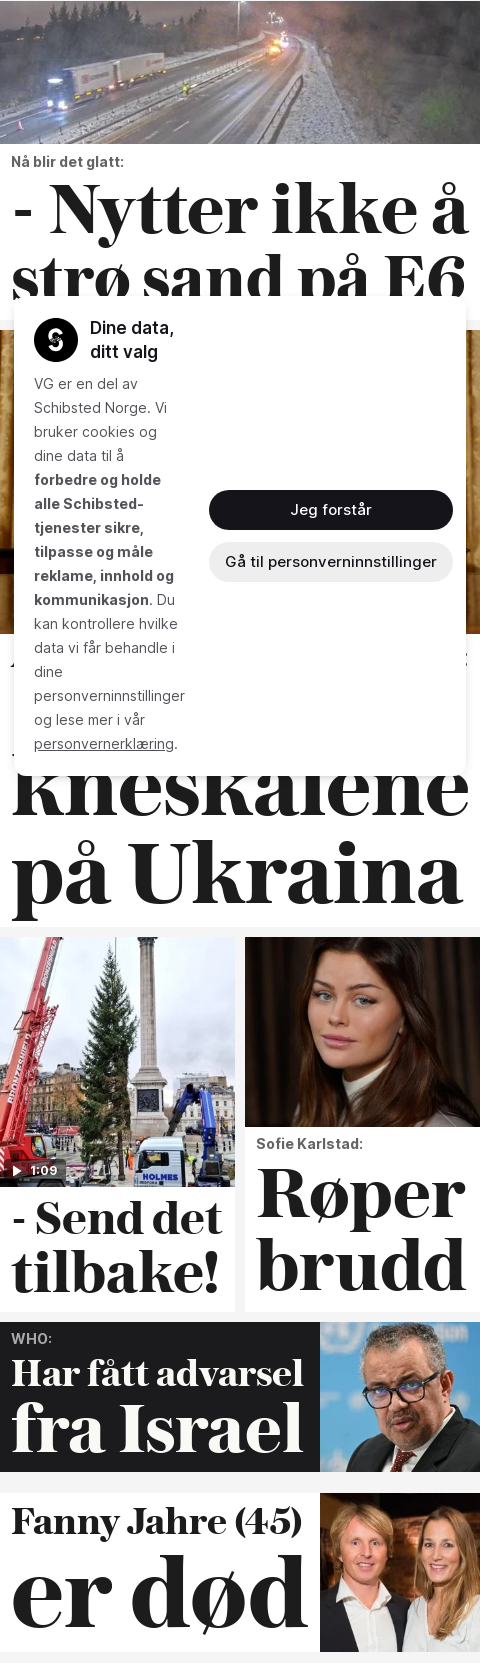 Nå blir det glatt:
- Nytter ikke å
strø sand på E6
Dine data,
ditt valg
VG er en del av
Schibsted Norge. Vi
bruker cookies og
dine data til å
forbedre og holde
alle Schibsted-
tjenester sikre,
tilpasse og måle
reklame, innhold og
kommunikasjon. Du
kan kontrollere hvilke
data vi får behandle i
dine
personverninnstillinger
og lese mer i vår
personvernerklæring.
Jeg forstår
Gå til personverninnstillinger
kneskålene
på Ukraina
BRONZESHIELD
BRONZESHIELD
HOLMES
1:09
- Send det
tilbake!
Sofie Karlstad:
Røper
brudd
WHO:
Har fått advarsel
fra Israel
Fanny Jahre (45)
er død